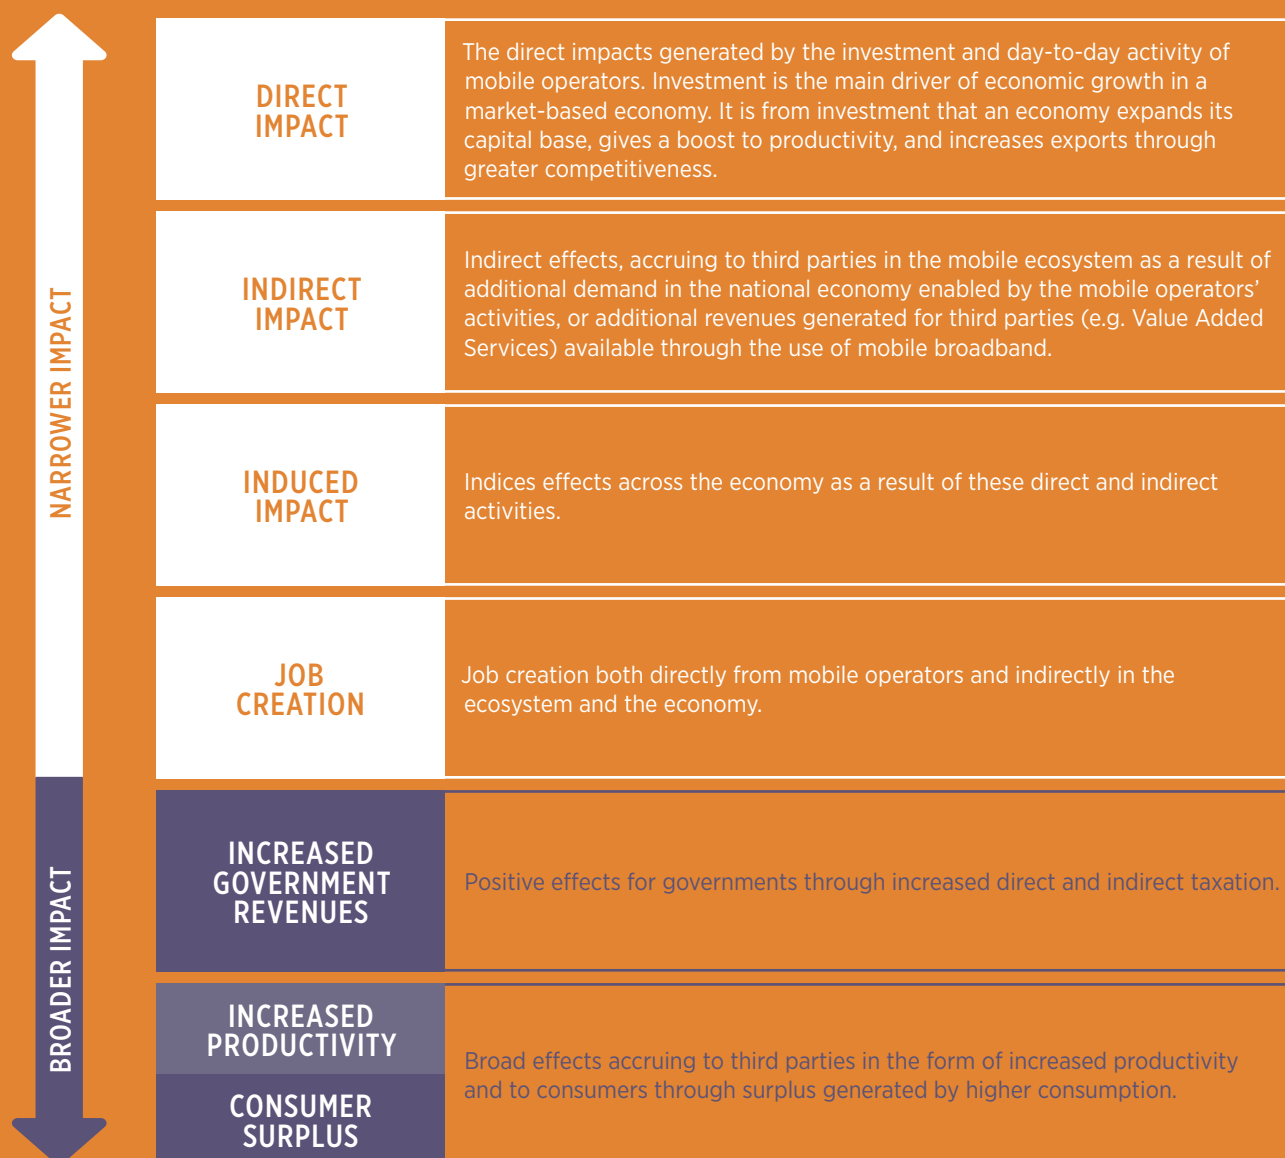 NARROWER IMPACT
BROADER IMPACT
DIRECT
IMPACT
The direct impacts generated by the investment and day-to-day activity of
mobile operators. Investment is the main driver of economic growth in a
market-based economy. It is from investment that an economy expands its
capital base, gives a boost to productivity, and increases exports through
greater competitiveness.
INDIRECT
IMPACT
Indirect effects, accruing to third parties in the mobile ecosystem as a result of
additional demand in the national economy enabled by the mobile operators’
activities, or additional revenues generated for third parties (e.g. Value Added
Services) available through the use of mobile broadband.
INDUCED
IMPACT
Indices effects across the economy as a result of these direct and indirect
activities.
JOB
CREATION
Job creation both directly from mobile operators and indirectly in the
ecosystem and the economy.
INCREASED
GOVERNMENT
REVENUES
Positive effects for governments through increased direct and indirect taxation.
INCREASED
PRODUCTIVITY
CONSUMER
SURPLUS
Broad effects accruing to third parties in the form of increased productivity
and to consumers through surplus generated by higher consumption.